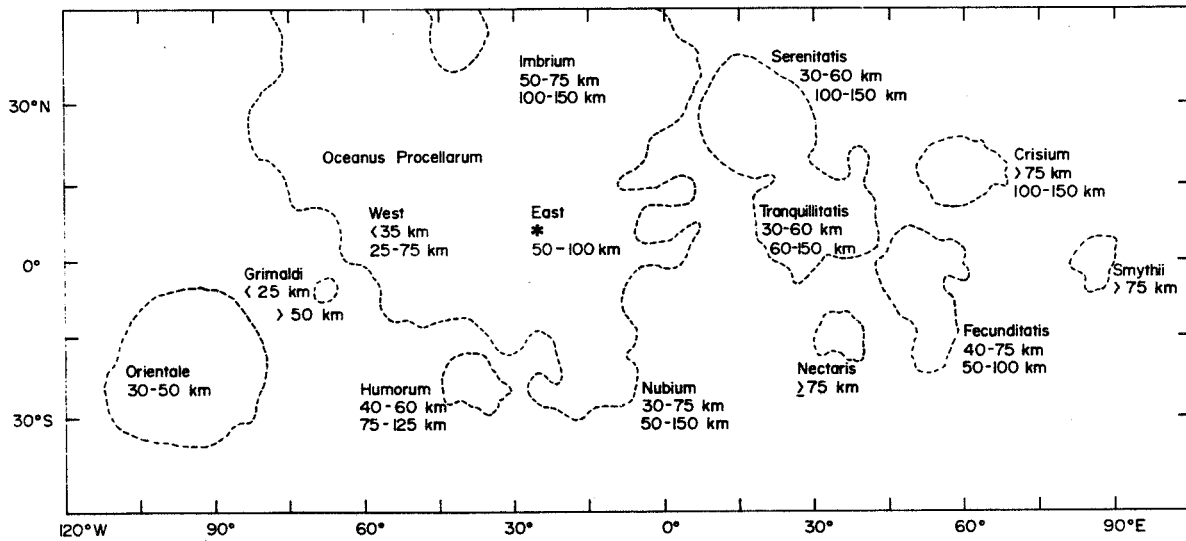 Imbrium
50-75 km
100-150 km
Serenitatis
30-60 km
100-150 km
30°N
Oceanus Procellarum
Crisium
>75 km
100-150 km
West
<35 km
25-75 km
East
*
50-100 km
Tranquillitatis
30-60 km
60-150 km
0°
Grimaldi
< 25 km
> 50 km
Smythii
> 75 km
Orientale
30-50 km
Humorum
40-60 km
75-125 km
Nubium
30-75 km
50-150 km
Nectaris
≥75 km
Fecunditatis
40-75 km
50-100 km
30°S
120°W 90° 60° 30° 0° 30° 60° 90°E